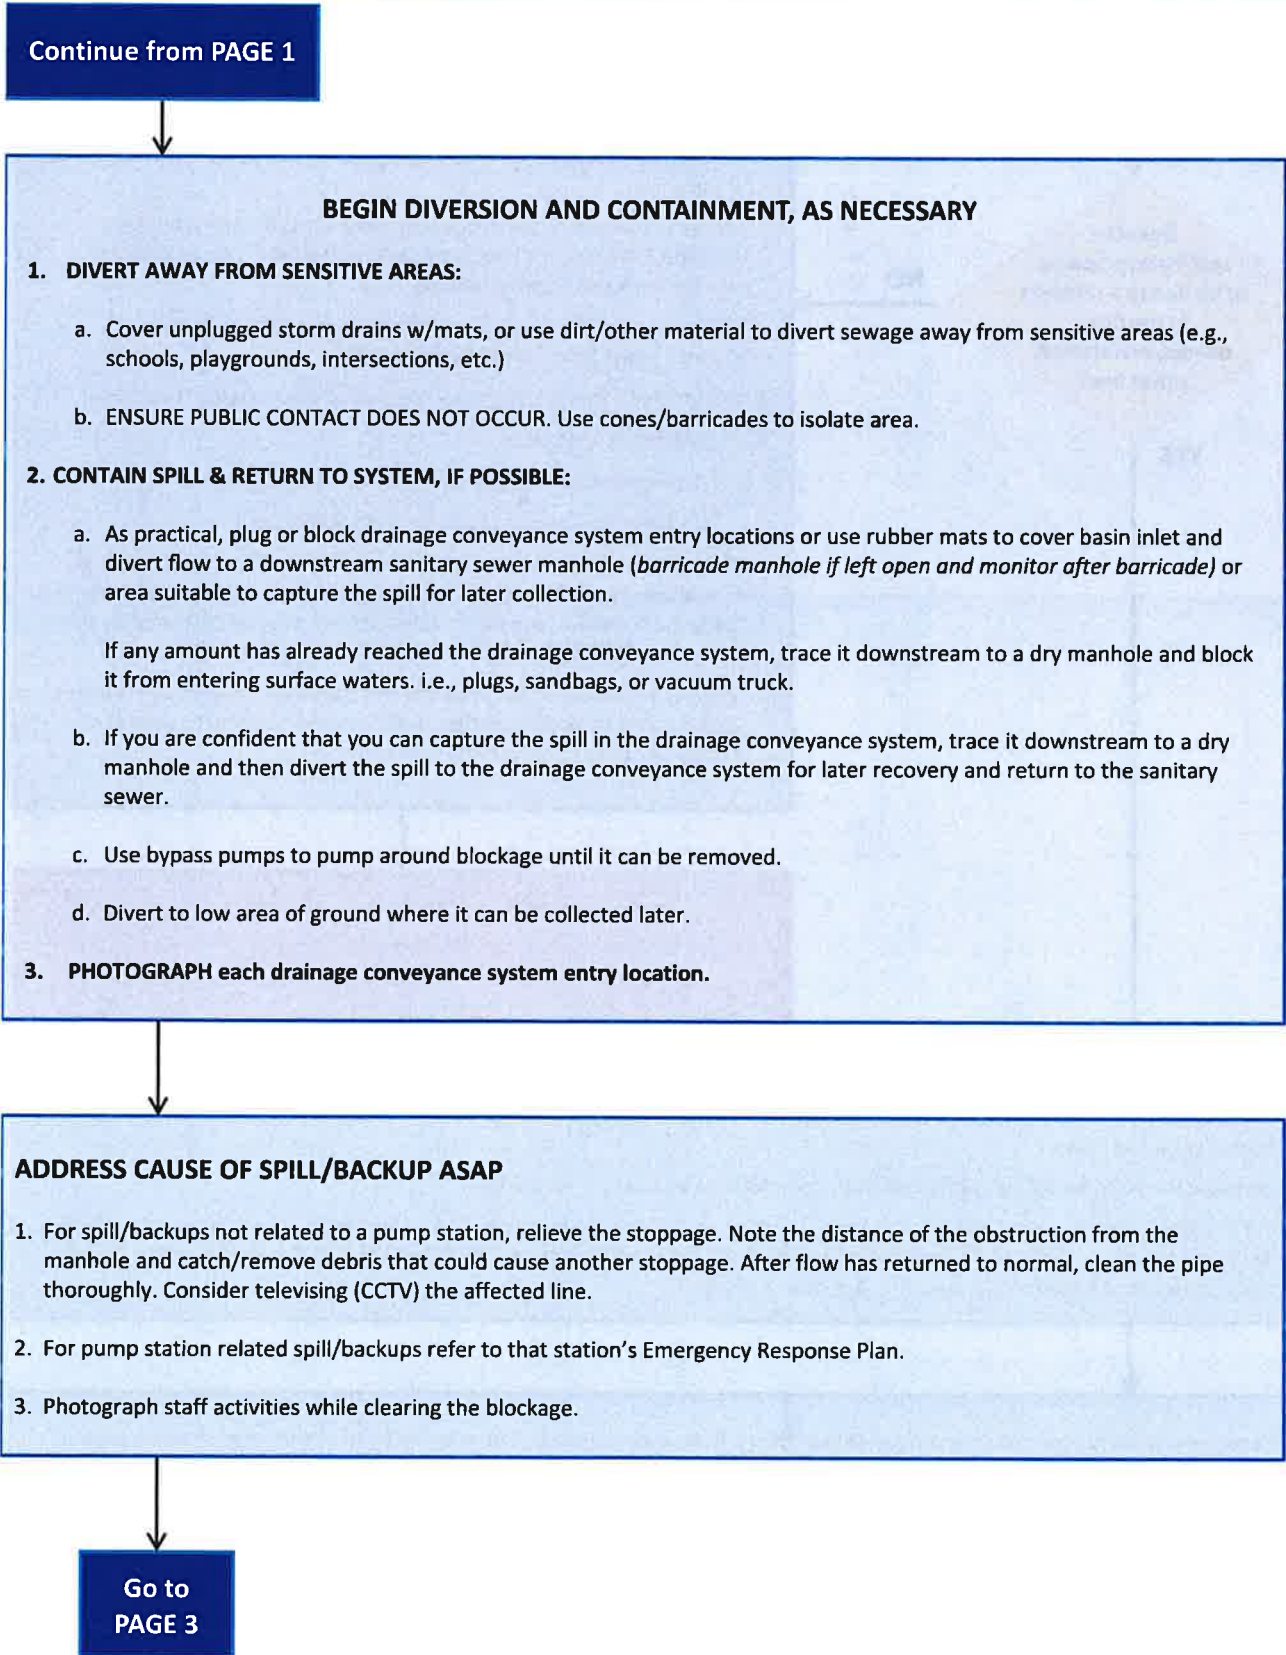 Continue from PAGE 1
BEGIN DIVERSION AND CONTAINMENT, AS NECESSARY
1. DIVERT AWAY FROM SENSITIVE AREAS:
a. Cover unplugged storm drains w/mats, or use dirt/other material to divert sewage away from sensitive areas (e.g.,
schools, playgrounds, intersections, etc.)
b. ENSURE PUBLIC CONTACT DOES NOT OCCUR. Use cones/barricades to isolate area.
2. CONTAIN SPILL & RETURN TO SYSTEM, IF POSSIBLE:
a. As practical, plug or block drainage conveyance system entry locations or use rubber mats to cover basin inlet and
divert flow to a downstream sanitary sewer manhole (barricade manhole if left open and monitor after barricade) or
area suitable to capture the spill for later collection.
If any amount has already reached the drainage conveyance system, trace it downstream to a dry manhole and block
it from entering surface waters. i.e., plugs, sandbags, or vacuum truck.
b. If you are confident that you can capture the spill in the drainage conveyance system, trace it downstream to a dry
manhole and then divert the spill to the drainage conveyance system for later recovery and return to the sanitary
sewer.
c. Use bypass pumps to pump around blockage until it can be removed.
d. Divert to low area of ground where it can be collected later.
3. PHOTOGRAPH each drainage conveyance system entry location.
ADDRESS CAUSE OF SPILL/BACKUP ASAP
1. For spill/backups not related to a pump station, relieve the stoppage. Note the distance of the obstruction from the
manhole and catch/remove debris that could cause another stoppage. After flow has returned to normal, clean the pipe
thoroughly. Consider televising (CCTV) the affected line.
2. For pump station related spill/backups refer to that station's Emergency Response Plan.
3. Photograph staff activities while clearing the blockage.
Go to
PAGE 3